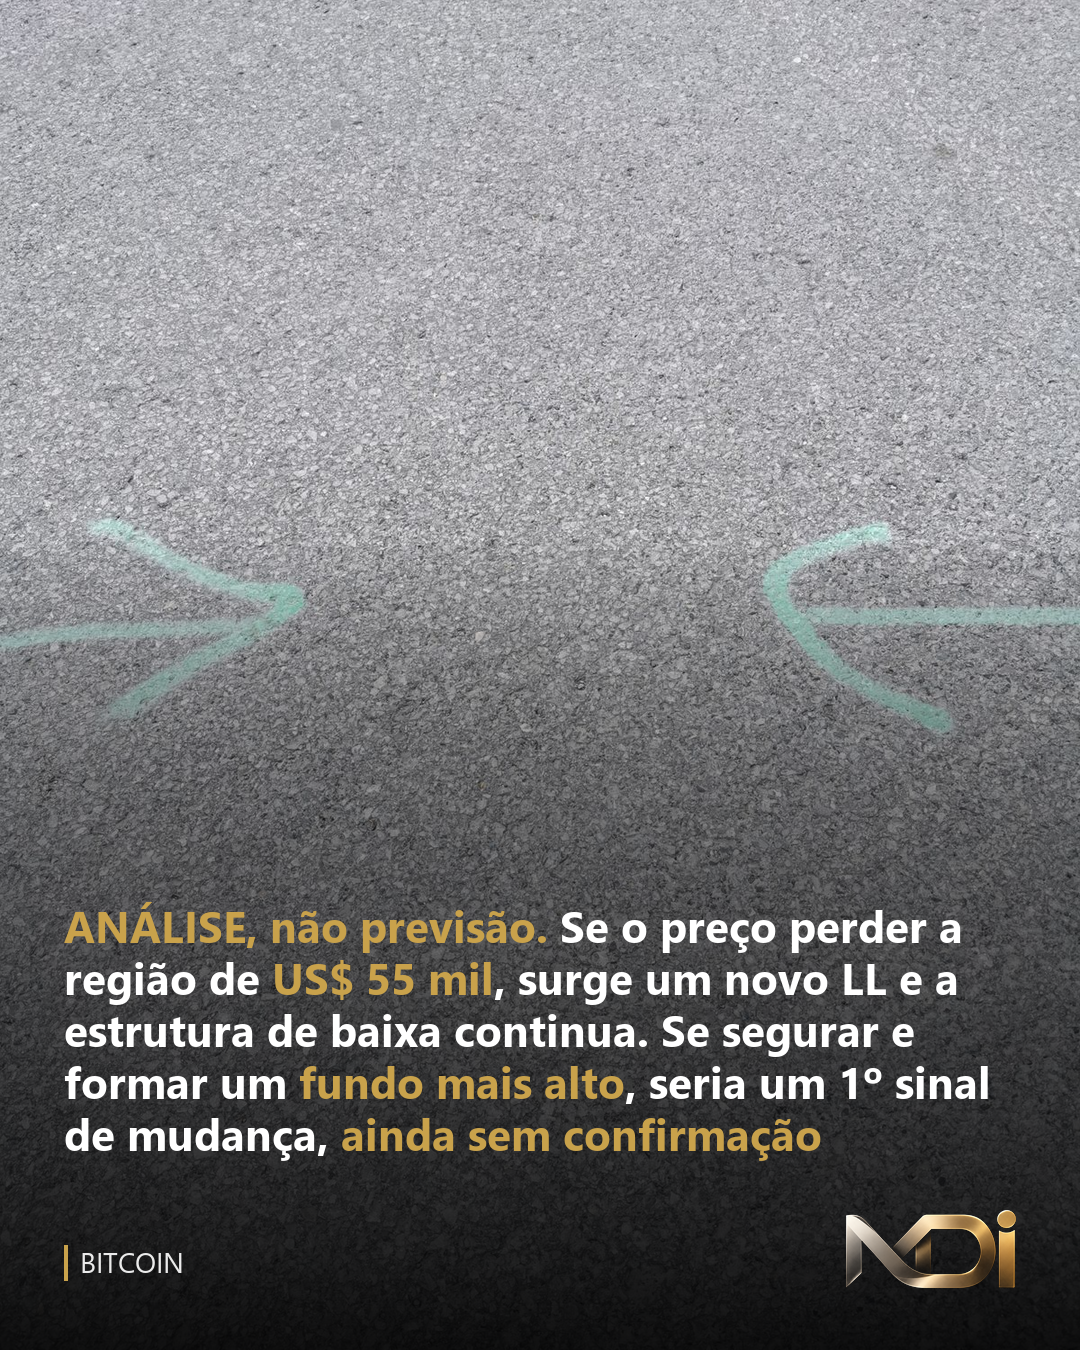 ANÁLISE, não previsão. Se o preço perder a
região de US$ 55 mil, surge um novo LL e a
estrutura de baixa continua. Se segurar e
formar um fundo mais alto, seria um 1º sinal
de mudança, ainda sem confirmação
BITCOIN
MDi